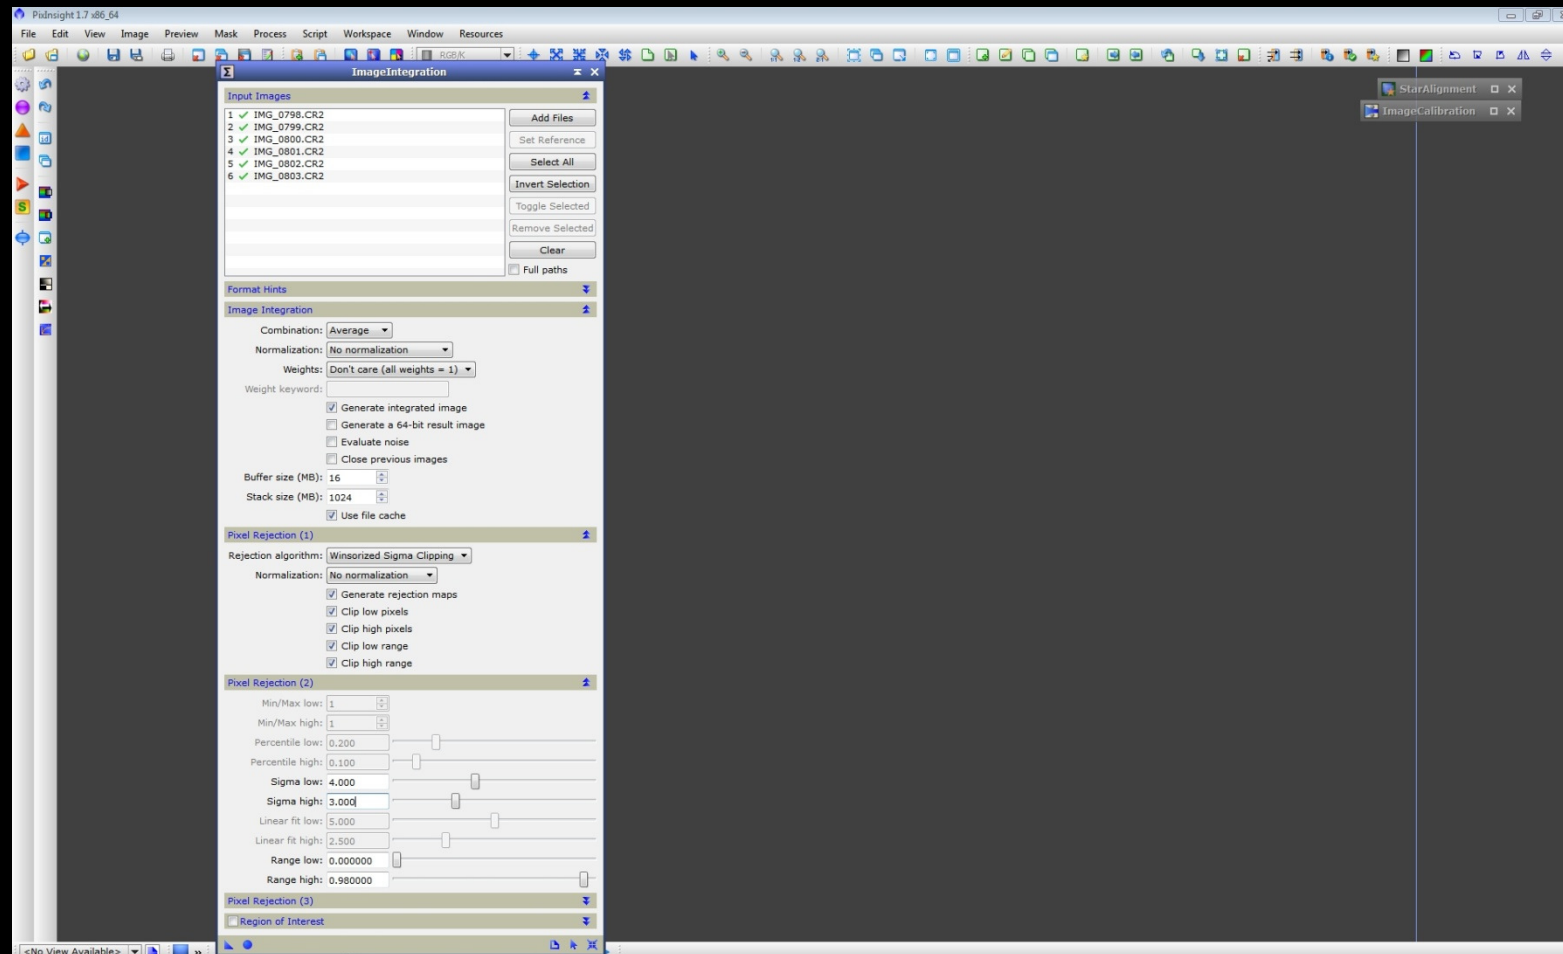 PixInsight 1.7 x86_64
File Edit View Image Preview Mask Process Script Workspace Window Resources
RGB/K
ImageIntegration
StarAlignment
ImageCalibration
Input Images
1 IMG_0798.CR2
2 IMG_0799.CR2
3 IMG_0800.CR2
4 IMG_0801.CR2
5 IMG_0802.CR2
6 IMG_0803.CR2
Add Files
Set Reference
Select All
Invert Selection
Toggle Selected
Remove Selected
Clear
Full paths
Format Hints
Image Integration
Combination: Average
Normalization: No normalization
Weights: Don't care (all weights = 1)
Weight keyword:
Generate integrated image
Generate a 64-bit result image
Evaluate noise
Close previous images
Buffer size (MB): 16
Stack size (MB): 1024
Use file cache
Pixel Rejection (1)
Rejection algorithm: Winsorized Sigma Clipping
Normalization: No normalization
Generate rejection maps
Clip low pixels
Clip high pixels
Clip low range
Clip high range
Pixel Rejection (2)
Min/Max low: 1
Min/Max high: 1
Percentile low: 0.200
Percentile high: 0.100
Sigma low: 4.000
Sigma high: 3.000
Linear fit low: 5.000
Linear fit high: 2.500
Range low: 0.000000
Range high: 0.980000
Pixel Rejection (3)
Region of Interest
<No View Available>